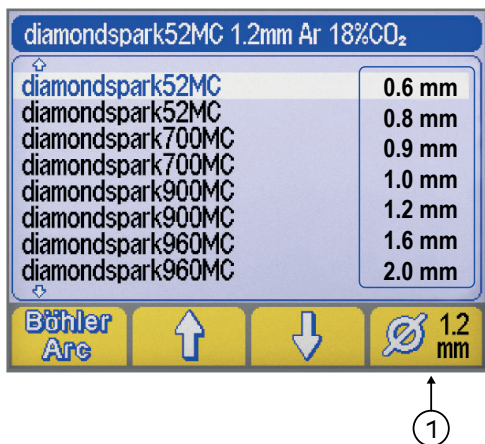 diamondspark52MC 1.2mm Ar 18%CO₂
diamondspark52MC 0.6 mm
diamondspark52MC 0.8 mm
diamondspark700MC 0.9 mm
diamondspark700MC 1.0 mm
diamondspark900MC 1.2 mm
diamondspark900MC 1.6 mm
diamondspark960MC 2.0 mm
diamondspark960MC
Böhler
Arc
Ø 1.2
mm
1